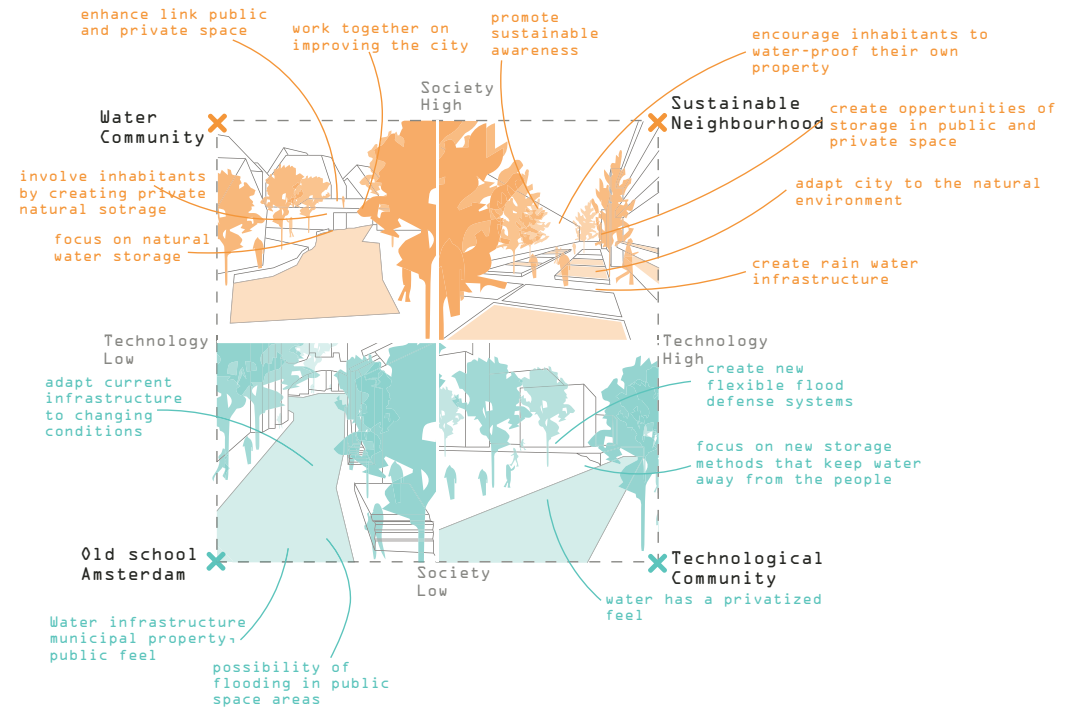 enhance link public
and private space
work together on
improving the city
promote
sustainable
awareness
encourage inhabitants to
water-proof their own
property
Society
High
Water
Community
Sustainable
Neighbourhood
create oppertunities of
storage in public and
private space
involve inhabitants
by creating private
natural sotrage
adapt city to the natural
environment
focus on natural
water storage
create rain water
infrastructure
Technology
Low
Technology
High
adapt current
infrastructure
to changing
conditions
create new
flexible flood
defense systems
focus on new storage
methods that keep water
away from the people
Old school
Amsterdam
Society
Low
Technological
Community
water has a privatized
feel
Water infrastructure
municipal property,
public feel
possibility of
flooding in public
space areas